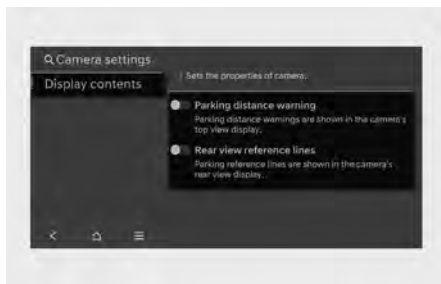 Camera settings
Display contents
Sets the properties of camera.
Parking distance warning
Parking distance warnings are shown in the camera's
top view display.
Rear view reference lines
Parking reference lines are shown in the camera's
rear view display.